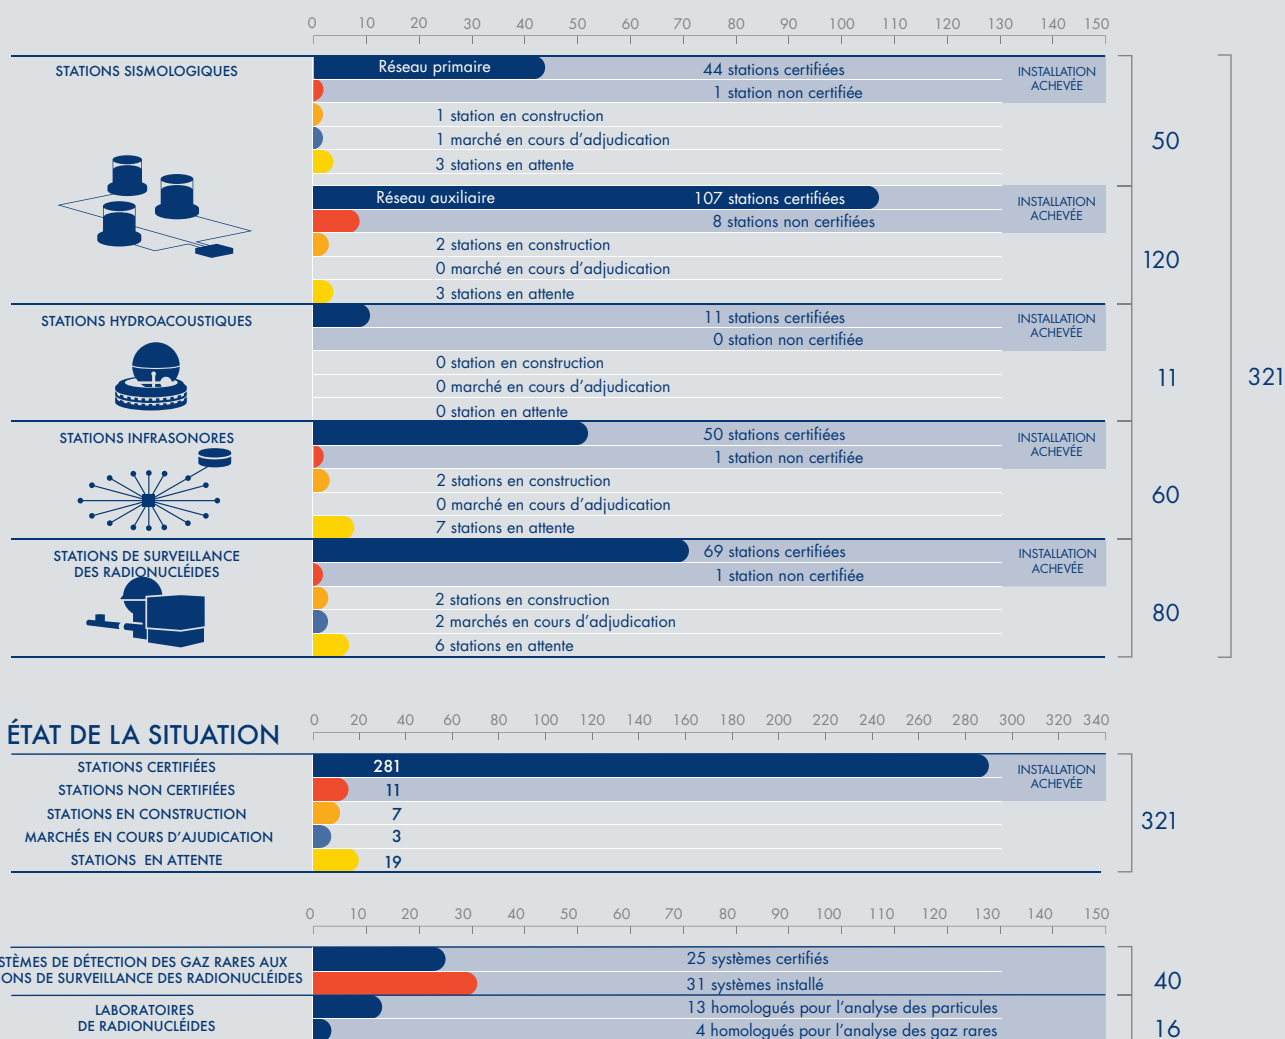 0 10 20 30 40 50 60 70 80 90 100 110 120 130 140 150
STATIONS SISMOLOGIQUES
Réseau primaire
44 stations certifiées
INSTALLATION
ACHEVÉE
1 station non certifiée
1 station en construction
1 marché en cours d'adjudication
3 stations en attente
50
Réseau auxiliaire
107 stations certifiées
INSTALLATION
ACHEVÉE
8 stations non certifiées
2 stations en construction
0 marché en cours d'adjudication
3 stations en attente
120
STATIONS HYDROACOUSTIQUES
11 stations certifiées
INSTALLATION
ACHEVÉE
0 station non certifiée
0 station en construction
0 marché en cours d'adjudication
0 station en attente
11
321
STATIONS INFRASONORES
50 stations certifiées
INSTALLATION
ACHEVÉE
1 station non certifiée
2 stations en construction
0 marché en cours d'adjudication
7 stations en attente
60
STATIONS DE SURVEILLANCE
DES RADIONUCLÉIDES
69 stations certifiées
INSTALLATION
ACHEVÉE
1 station non certifiée
2 stations en construction
2 marchés en cours d'adjudication
6 stations en attente
80
ÉTAT DE LA SITUATION
0 20 40 60 80 100 120 140 160 180 200 220 240 260 280 300 320 340
STATIONS CERTIFIÉES 281
INSTALLATION
ACHEVÉE
STATIONS NON CERTIFIÉES 11
STATIONS EN CONSTRUCTION 7
MARCHÉS EN COURS D'AJUDICATION 3
STATIONS EN ATTENTE 19
321
0 10 20 30 40 50 60 70 80 90 100 110 120 130 140 150
STÈMES DE DÉTECTION DES GAZ RARES AUX
IONS DE SURVEILLANCE DES RADIONUCLÉIDES
25 systèmes certifiés
31 systèmes installé
40
LABORATOIRES
DE RADIONUCLÉIDES
13 homologués pour l'analyse des particules
4 homologués pour l'analyse des gaz rares
16